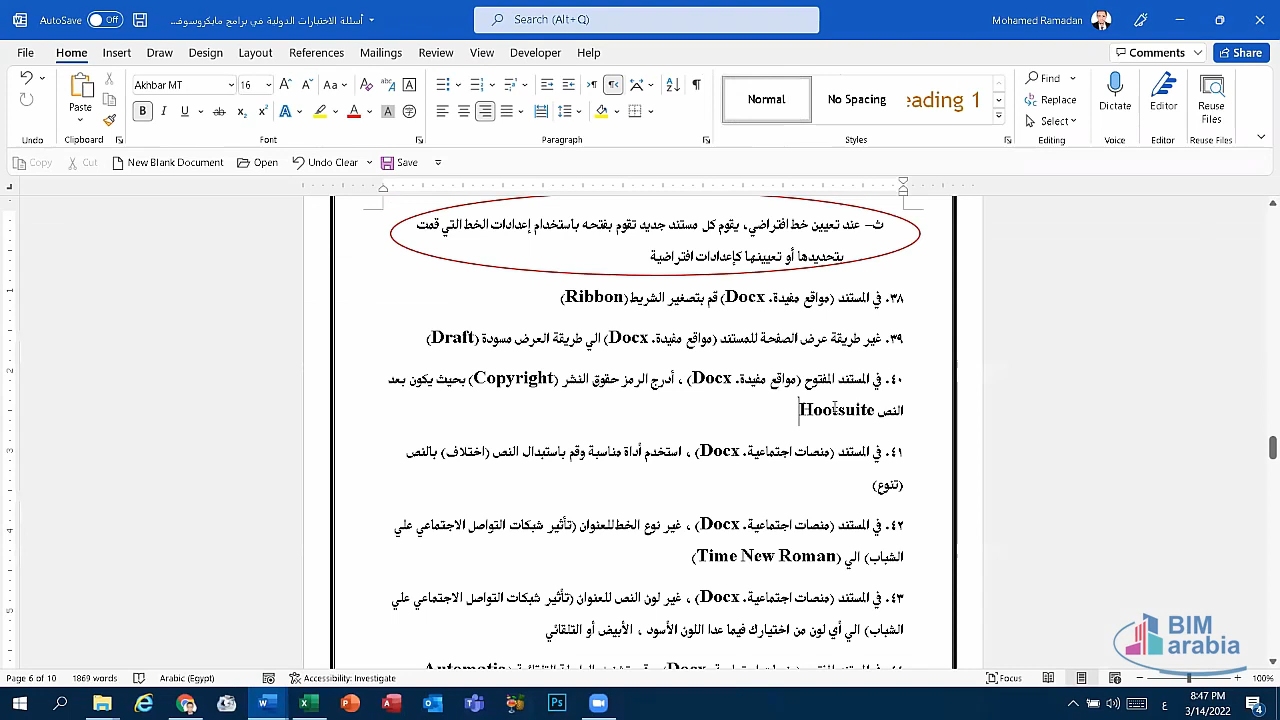 AutoSave Off أسئلة الاختبارات الدولية في برامج مايكروسوف... Search (Alt+Q) Mohamed Ramadan
File Home Insert Draw Design Layout References Mailings Review View Developer Help Comments Share
Akhbar MT 16 Aa Find
Paste B I U Normal No Spacing eading 1 Replace Dictate Editor Reuse Files
Select
Undo Clipboard Font Paragraph Styles Editing Voice Editor Reuse Files
Copy Cut New Blank Document Open Undo Clear Save
ث- عند تعيين خط افتراضي، يقوم كل مستند جديد تقوم بفتحه باستخدام إعدادات الخط التي قمت
بتحديدها أو تعيينها كإعدادات افتراضية
٣٨. في المستند (مواقع مفيدة. Docx) قم بتصغير الشريط (Ribbon)
٣٩. غير طريقة عرض الصفحة للمستند (مواقع مفيدة. Docx) الي طريقة العرض مسودة (Draft)
٤٠. في المستند المفتوح (مواقع مفيدة. Docx) ، أدرج الرمز حقوق النشر (Copyright) بحيث يكون بعد
النص Hootsuite
٤١. في المستند (منصات اجتماعية. Docx) ، استخدم أداة مناسبة وقم باستبدال النص (اختلاف) بالنص
(تنوع)
٤٢. في المستند (منصات اجتماعية. Docx) ، غير نوع الخط للعنوان (تأثير شبكات التواصل الاجتماعي علي
الشباب) الي (Time New Roman)
٤٣. في المستند (منصات اجتماعية. Docx) ، غير لون النص للعنوان (تأثير شبكات التواصل الاجتماعي علي
الشباب) الي أي لون من اختيارك فيما عدا اللون الأسود ، الأبيض أو التلقائي
BIM
arabia
Page 6 of 10 1869 words Arabic (Egypt) Accessibility: Investigate Focus 100%
8:47 PM
3/14/2022